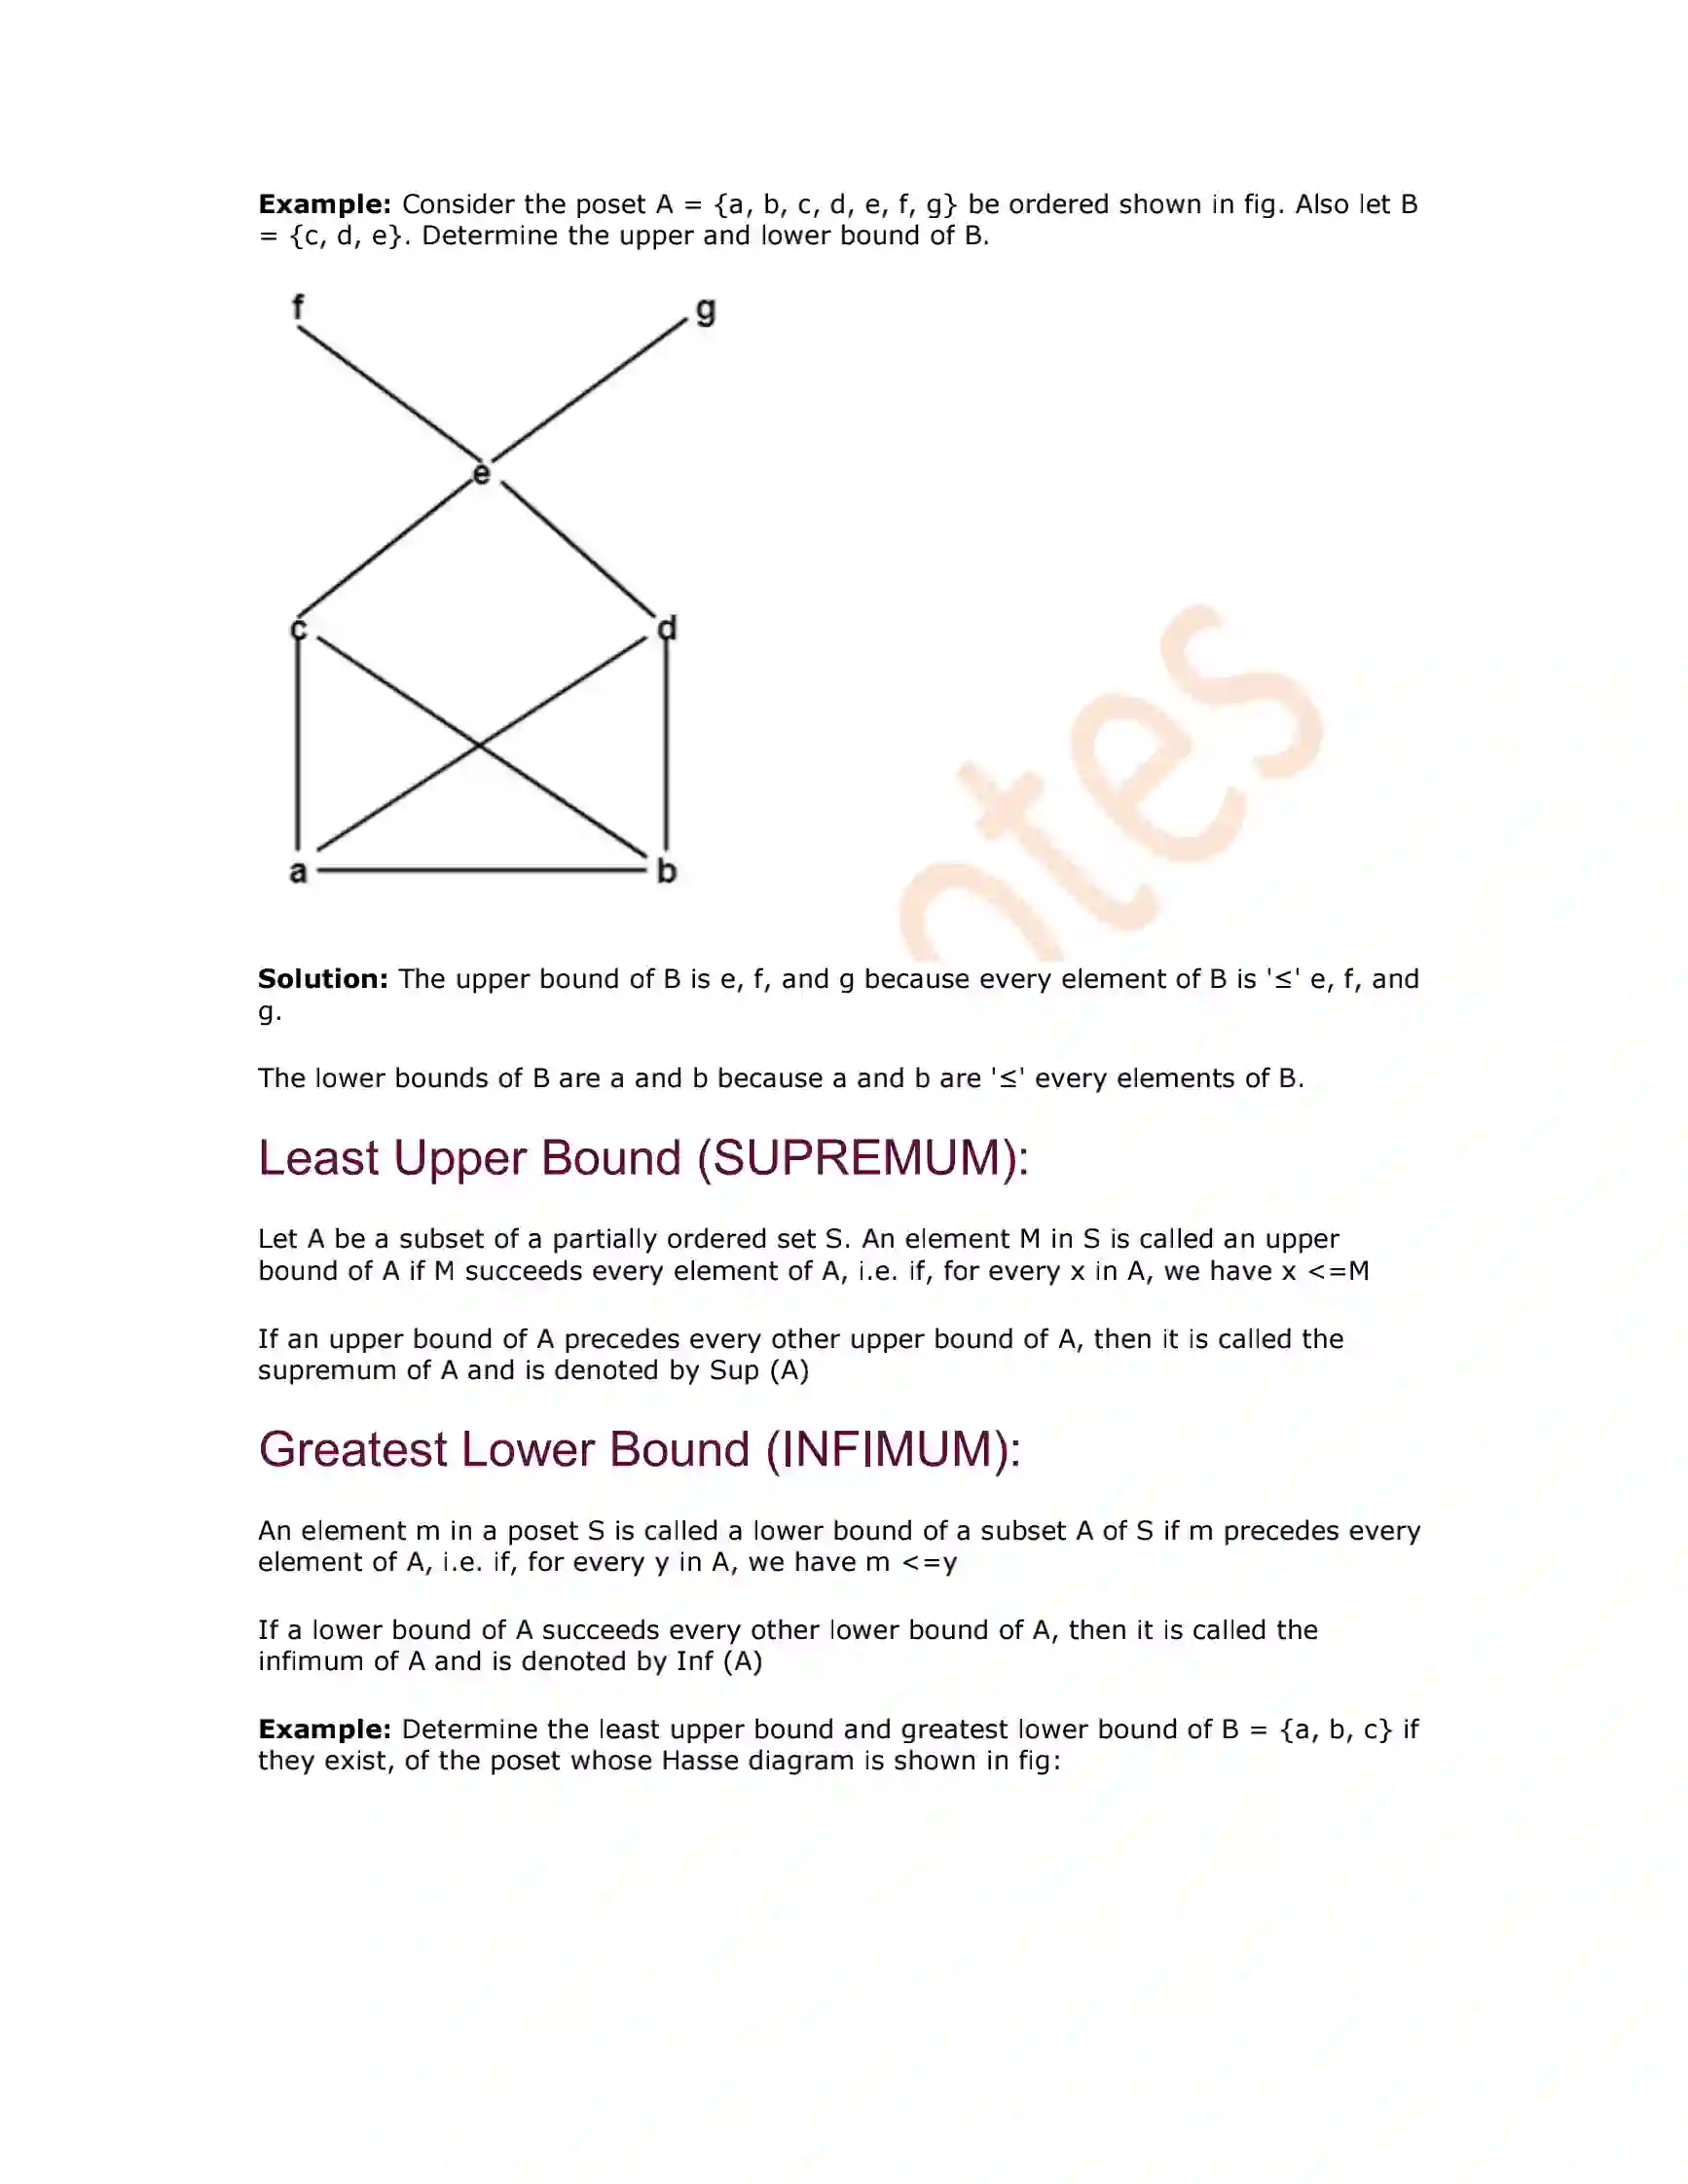 Example: Consider the poset A = {a, b, c, d, e, f, g} be ordered shown in fig. Also let B
= {c, d, e}. Determine the upper and lower bound of B.
f
g
e
c
d
a
b
otes
Solution: The upper bound of B is e, f, and g because every element of B is '≤' e, f, and
g.
The lower bounds of B are a and b because a and b are '≤' every elements of B.
Least Upper Bound (SUPREMUM):
Let A be a subset of a partially ordered set S. An element M in S is called an upper
bound of A if M succeeds every element of A, i.e. if, for every x in A, we have x <=M
If an upper bound of A precedes every other upper bound of A, then it is called the
supremum of A and is denoted by Sup (A)
Greatest Lower Bound (INFIMUM):
An element m in a poset S is called a lower bound of a subset A of S if m precedes every
element of A, i.e. if, for every y in A, we have m <=y
If a lower bound of A succeeds every other lower bound of A, then it is called the
infimum of A and is denoted by Inf (A)
Example: Determine the least upper bound and greatest lower bound of B = {a, b, c} if
they exist, of the poset whose Hasse diagram is shown in fig: